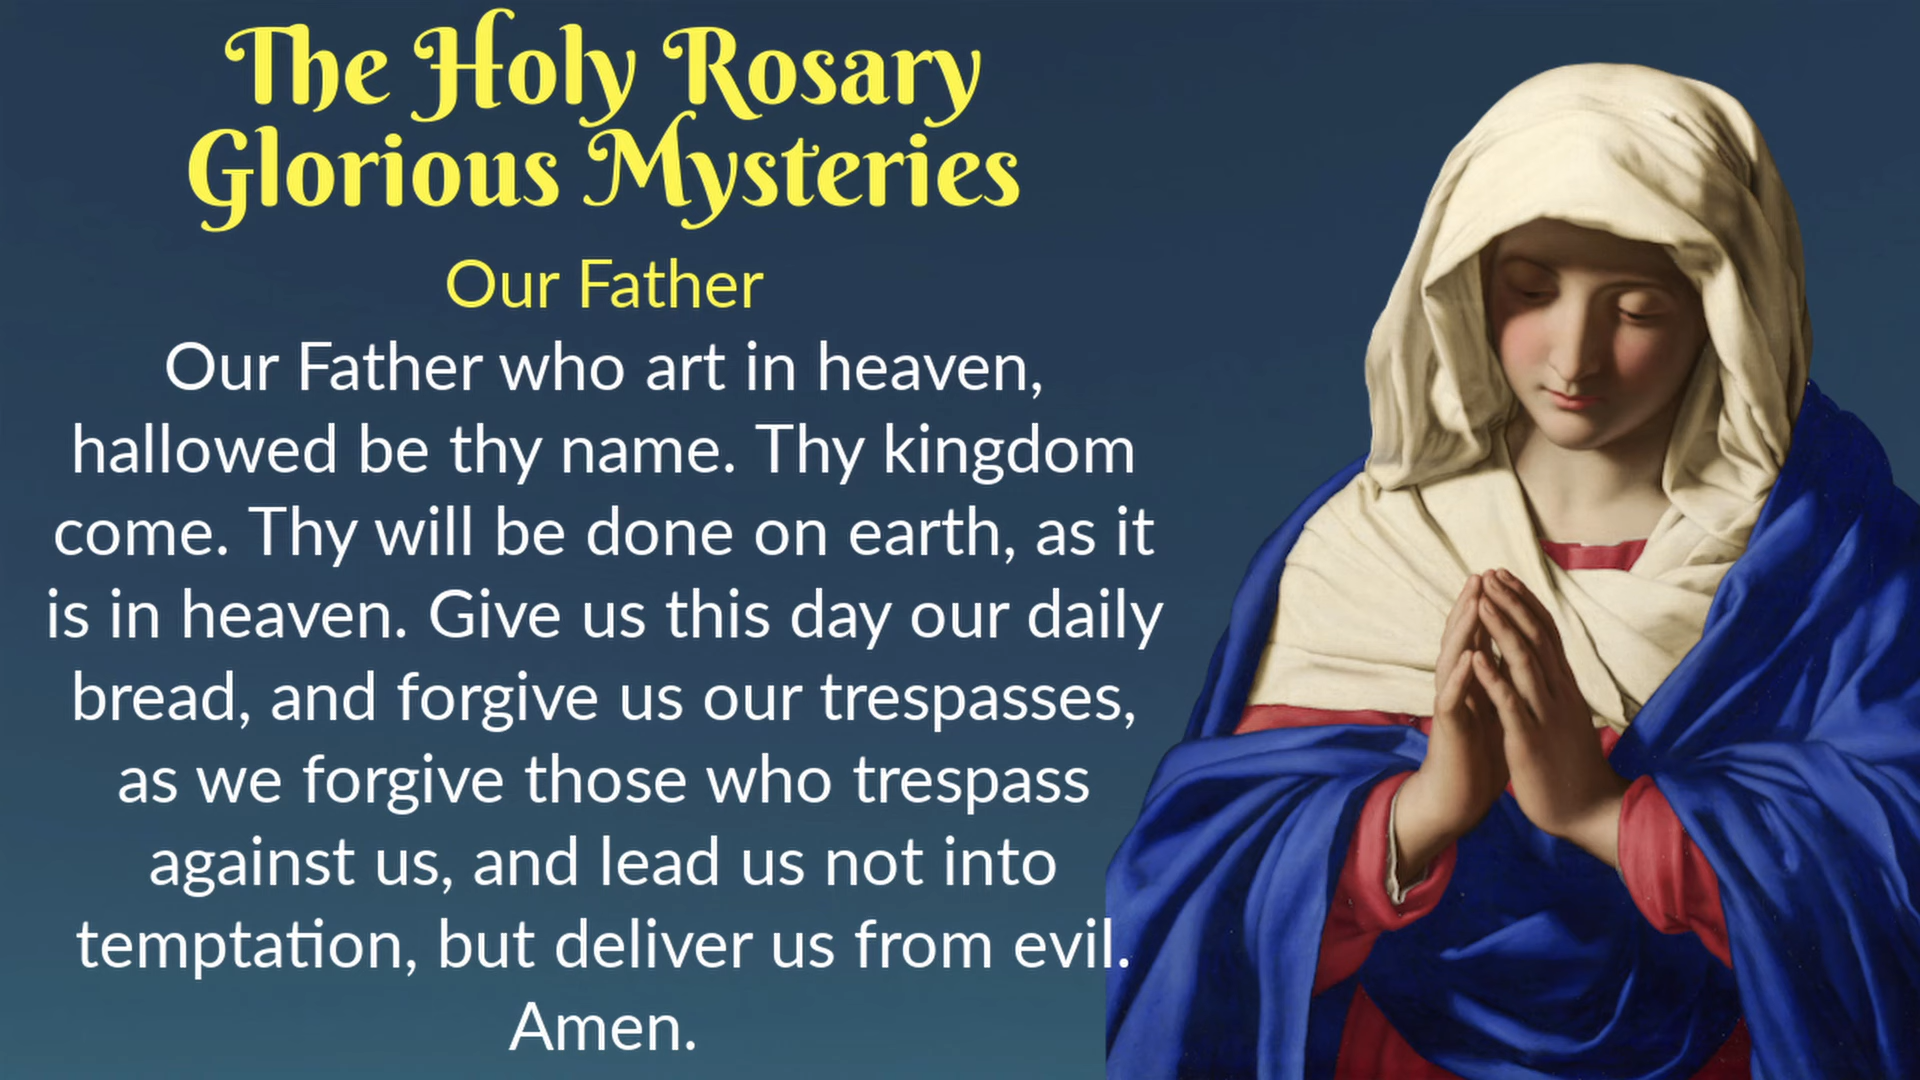 The Holy Rosary
Glorious Mysteries
Our Father
Our Father who art in heaven,
hallowed be thy name. Thy kingdom
come. Thy will be done on earth, as it
is in heaven. Give us this day our daily
bread, and forgive us our trespasses,
as we forgive those who trespass
against us, and lead us not into
temptation, but deliver us from evil.
Amen.